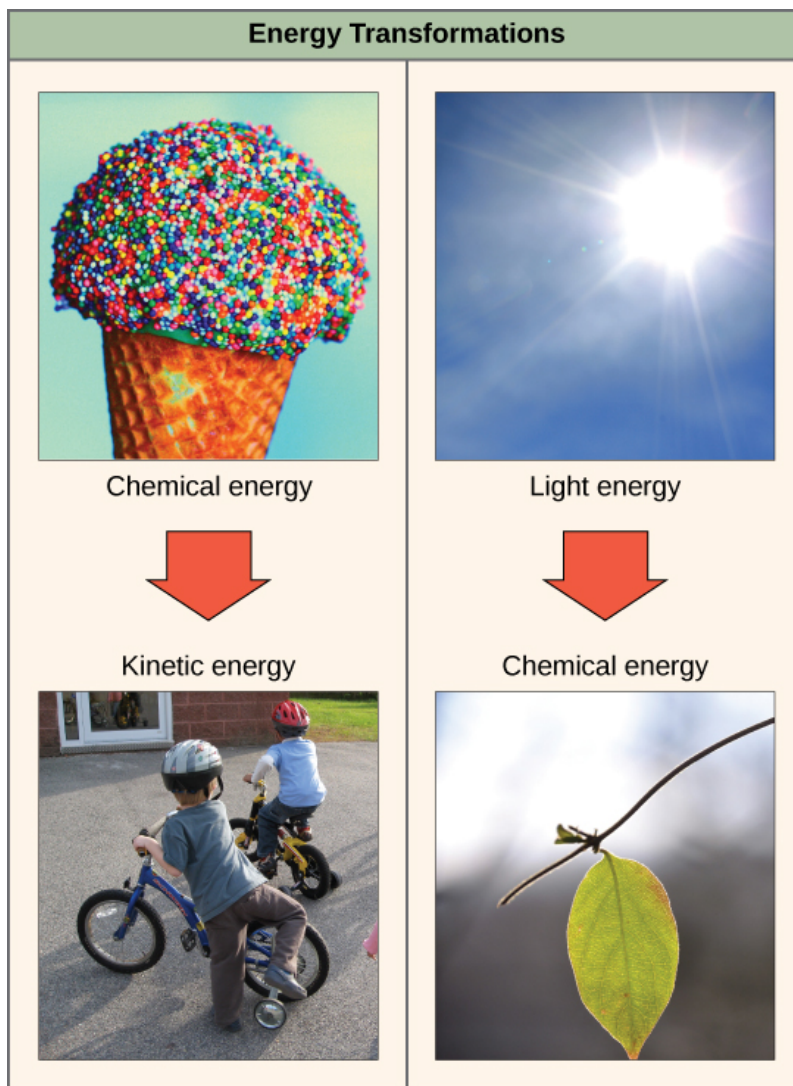 Energy Transformations
Chemical energy
Kinetic energy
Light energy
Chemical energy